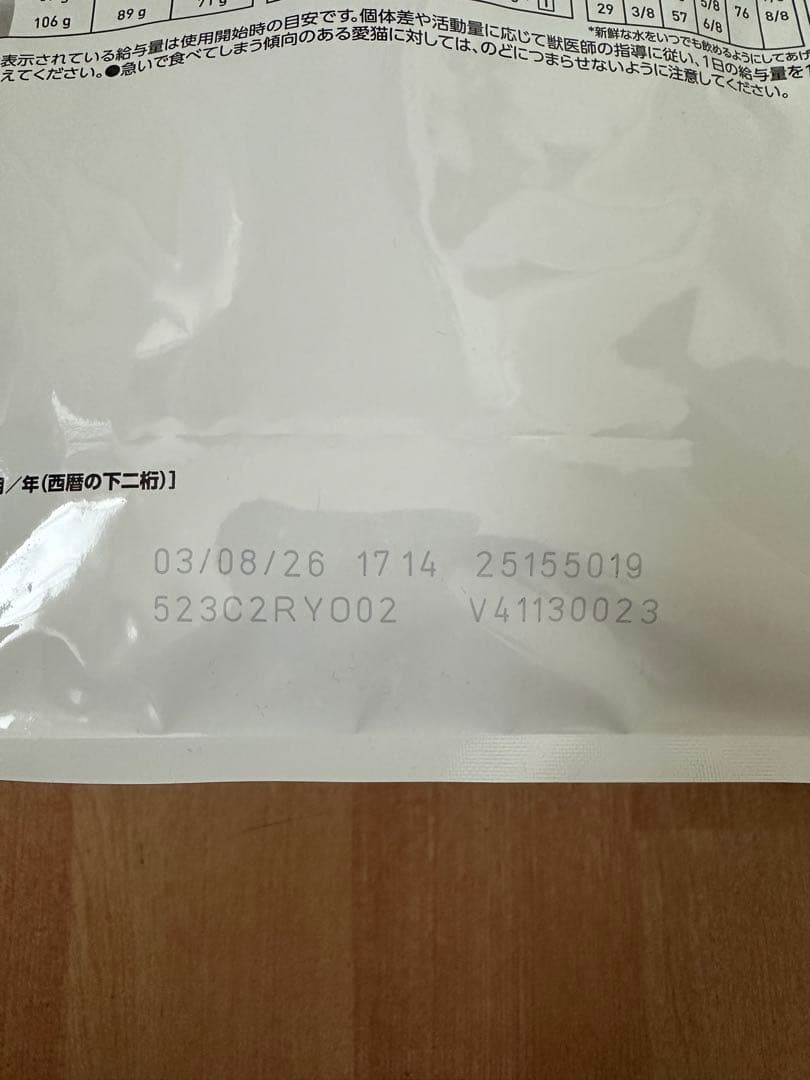 106 g 89 g 71 g
29 3/8 57 5/8 6/8 76 8/8
*新鮮な水をいつでも飲めるようにしてあげ
表示されている給与量は使用開始時の目安です。個体差や活動量に応じて獣医師の指導に従い、1日の給与量を
えてください。●急いで食べてしまう傾向のある愛猫に対しては、のどにつまらせないように注意してください。
/年(西暦の下二桁)]
03/08/26 17 14 25155019
523C2RY002 V41130023